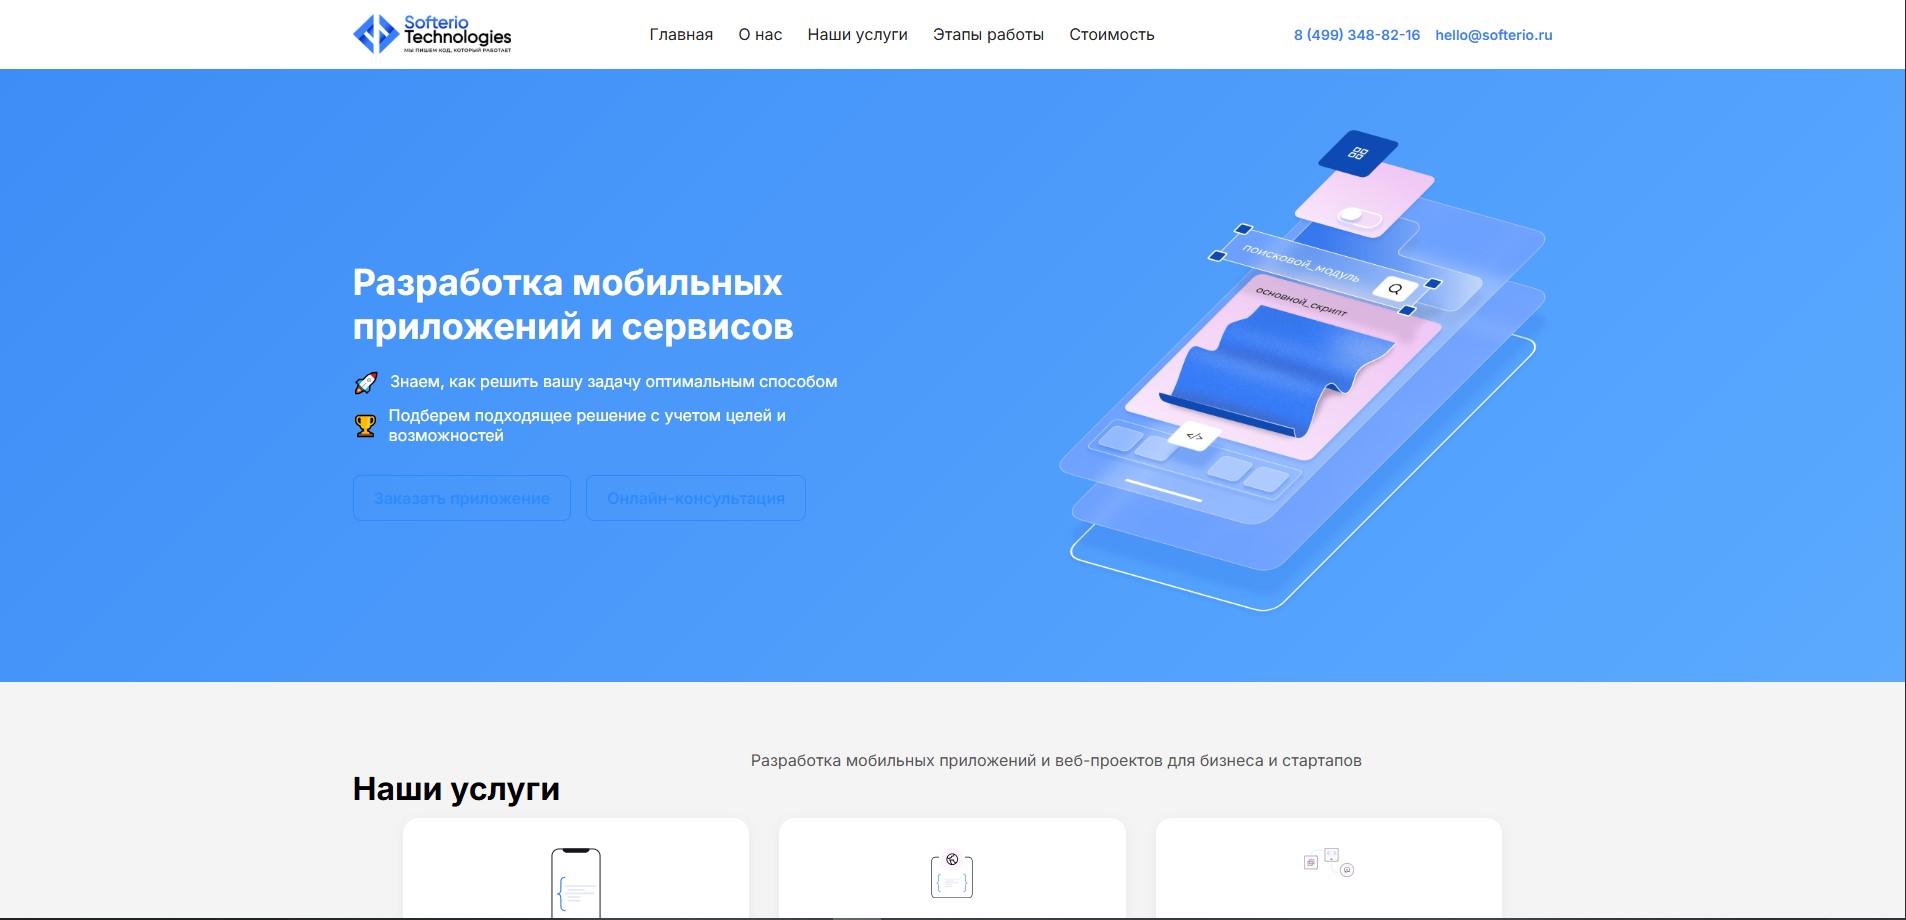 Softerio
Technologies
МЫ ПИШЕМ КОД, КОТОРЫЙ РАБОТАЕТ
Главная
О нас
Наши услуги
Этапы работы
Стоимость
8 (499) 348-82-16
hello@softerio.ru
Разработка мобильных
приложений и сервисов
Знаем, как решить вашу задачу оптимальным способом
Подберем подходящее решение с учетом целей и
возможностей
Заказать приложение
Онлайн-консультация
поисковой_модуль
основной_скрипт
</>
Разработка мобильных приложений и веб-проектов для бизнеса и стартапов
Наши услуги